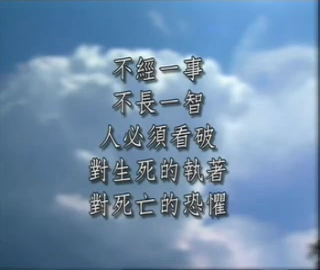 不經一事
不長一智
人必須看破
對生死的執著
對死亡的恐懼